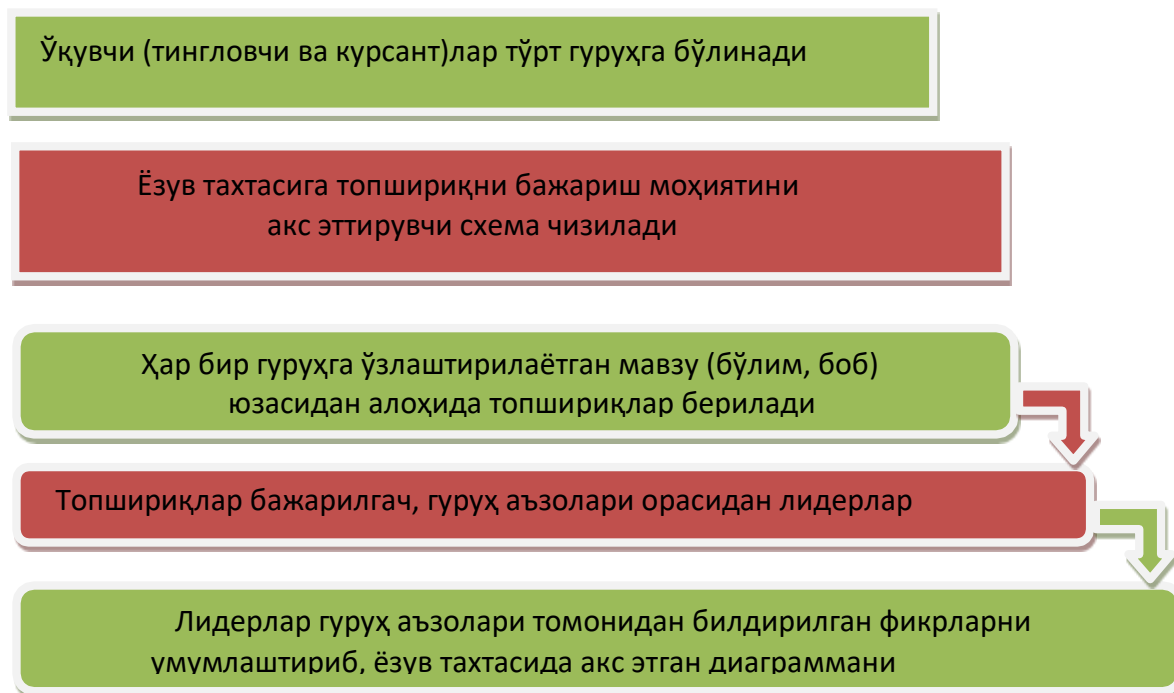 Ўқувчи (тингловчи ва курсант)лар тўрт гуруҳга бўлинади
Ёзув тахтасига топшириқни бажариш моҳиятини
акс эттирувчи схема чизилади
Ҳар бир гуруҳга ўзлаштирилаётган мавзу (бўлим, боб)
юзасидан алоҳида топшириқлар берилади
Топшириқлар бажарилгач, гуруҳ аъзолари орасидан лидерлар
Лидерлар гуруҳ аъзолари томонидан билдирилган фикрларни
умумлаштириб, ёзув тахтасида акс этган диаграммани